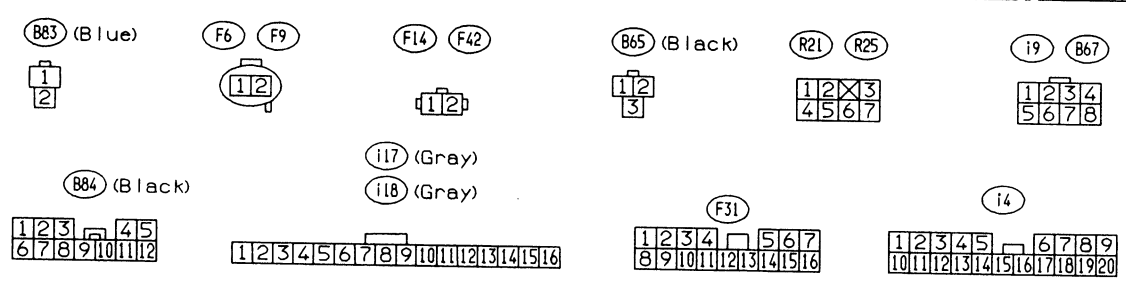 B83 (Blue)
1
2
F6 F9
1 2
F14 F42
1 2
B65 (Black)
1 2
3
R21 R25
1 2 3
4 5 6 7
i9 B67
1 2 3 4
5 6 7 8
B84 (Black)
1 2 3 4 5
6 7 8 9 10 11 12
i17 (Gray)
i18 (Gray)
1 2 3 4 5 6 7 8 9 10 11 12 13 14 15 16
F31
1 2 3 4 5 6 7
8 9 10 11 12 13 14 15 16
i4
1 2 3 4 5 6 7 8 9
10 11 12 13 14 15 16 17 18 19 20